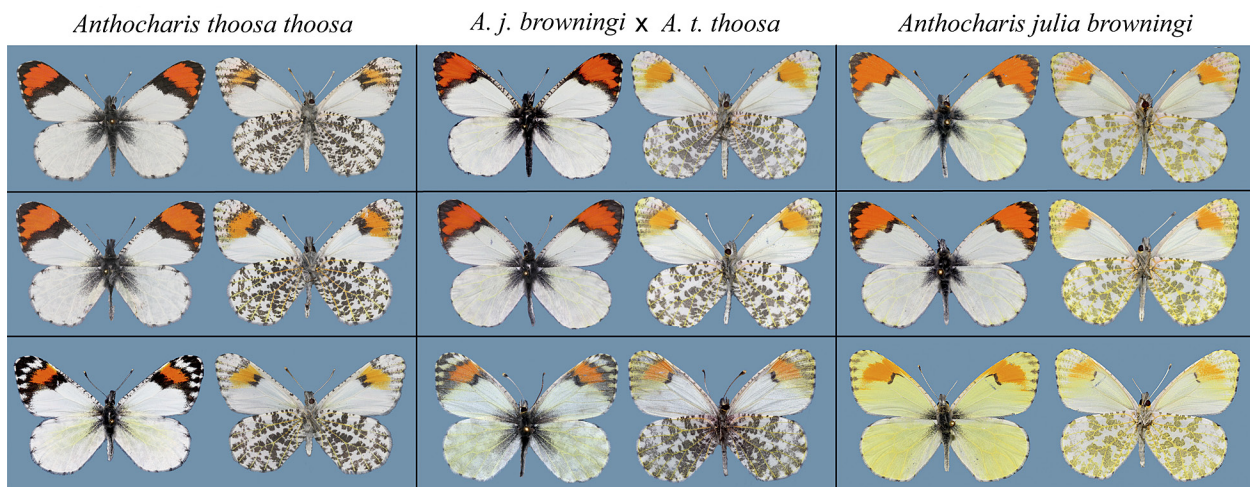 Anthocharis thoosa thoosa
A. j. browningi x A. t. thoosa
Anthocharis julia browningi